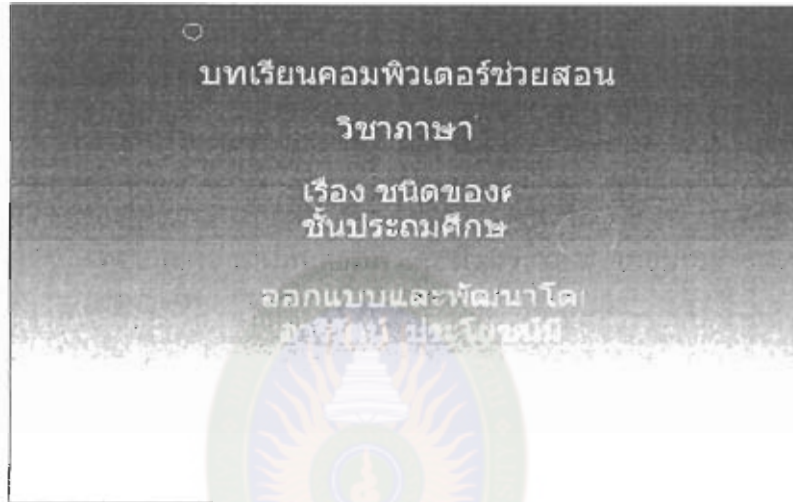 บทเรียนคอมพิวเตอร์ช่วยสอน
วิชาภาษา
เรื่อง ชนิดของ
ชั้นประถมศึกษ
ออกแบบและพัฒนาโด